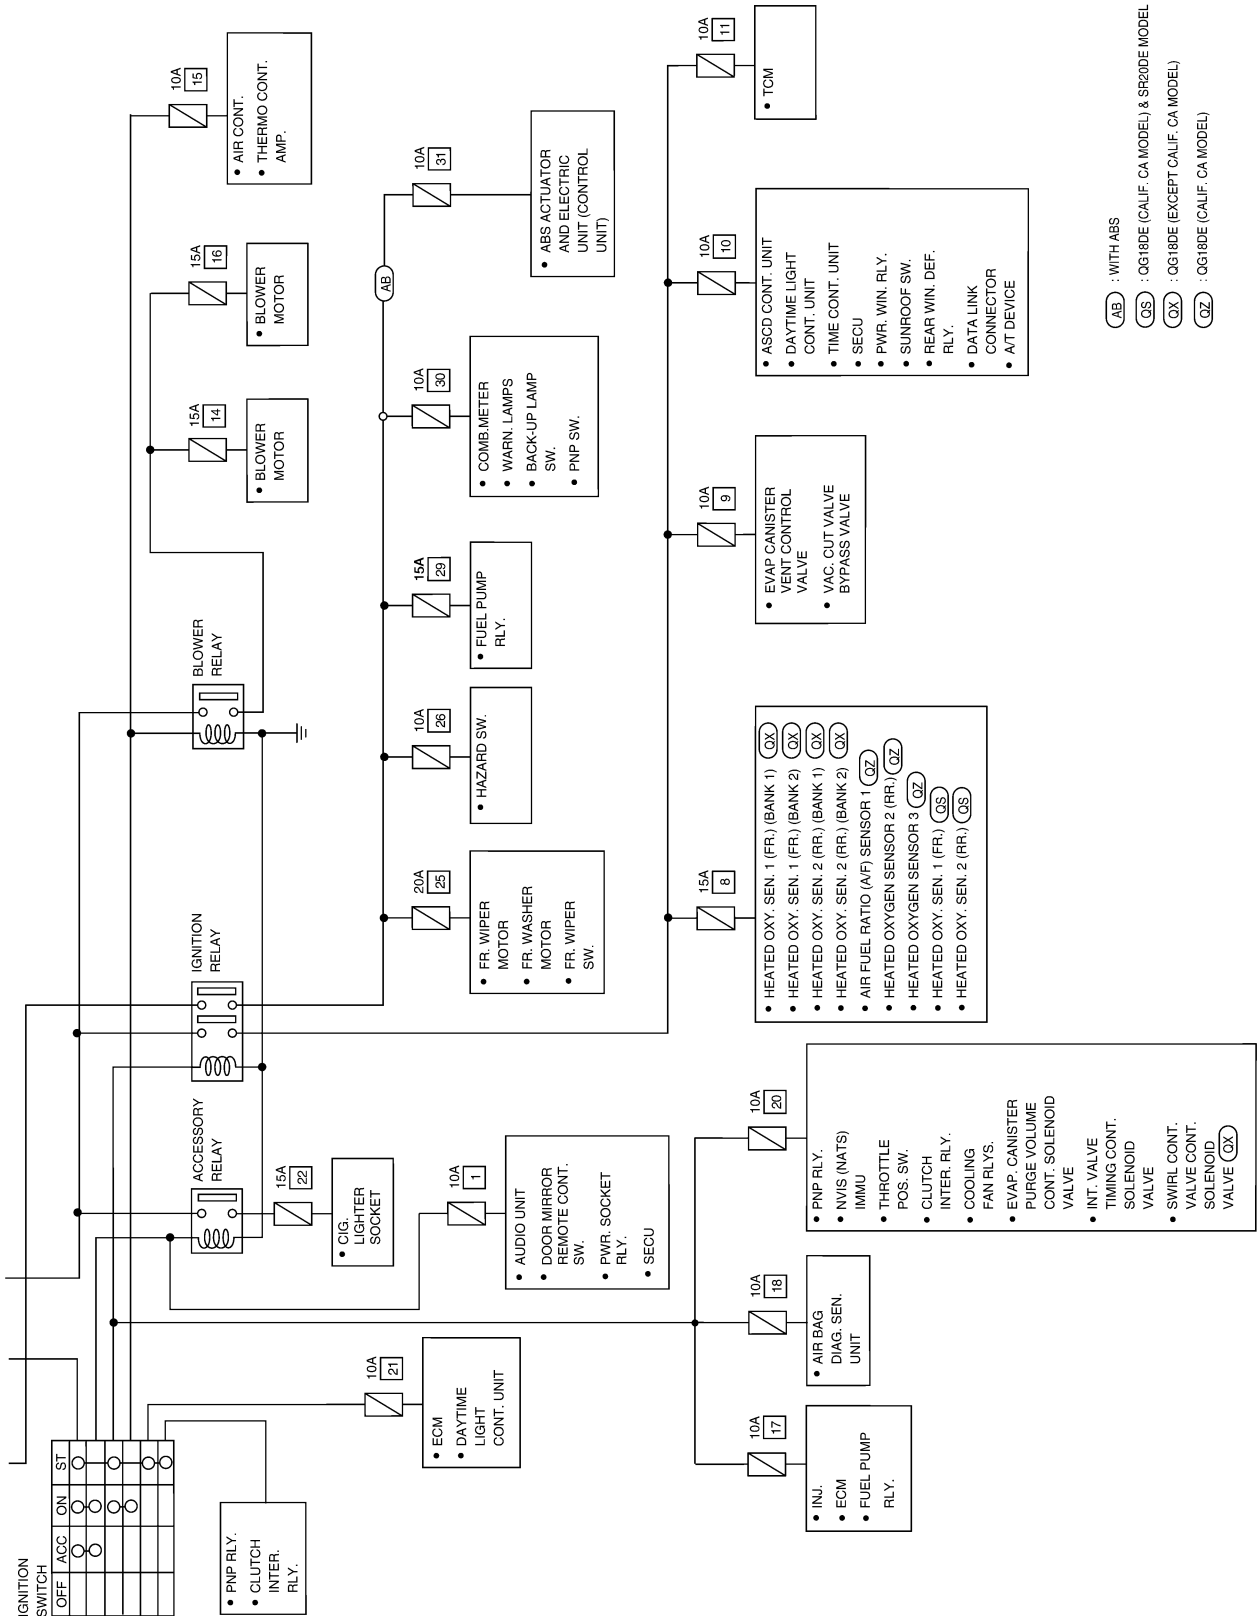 IGNITION
SWITCH
OFF
ACC
ON
ST
• PNP RLY.
• CLUTCH
INTER.
RLY.
10A
21
• ECM
• DAYTIME
LIGHT
CONT. UNIT
ACCESSORY
RELAY
15A
22
• CIG.
LIGHTER
SOCKET
10A
1
• AUDIO UNIT
• DOOR MIRROR
REMOTE CONT.
SW.
• PWR. SOCKET
RLY.
• SECU
IGNITION
RELAY
BLOWER
RELAY
15A
14
• BLOWER
MOTOR
15A
16
• BLOWER
MOTOR
10A
15
• AIR CONT.
• THERMO CONT.
AMP.
20A
25
• FR. WIPER
MOTOR
• FR. WASHER
MOTOR
• FR. WIPER
SW.
10A
26
• HAZARD SW.
15A
29
• FUEL PUMP
RLY.
10A
30
• COMB.METER
• WARN. LAMPS
• BACK-UP LAMP
SW.
• PNP SW.
AB
10A
31
• ABS ACTUATOR
AND ELECTRIC
UNIT (CONTROL
UNIT)
10A
17
• INJ.
• ECM
• FUEL PUMP
RLY.
10A
18
• AIR BAG
DIAG. SEN.
UNIT
10A
20
• PNP RLY.
• NVIS (NATS)
IMMU
• THROTTLE
POS. SW.
• CLUTCH
INTER. RLY.
• COOLING
FAN RLYS.
• EVAP. CANISTER
PURGE VOLUME
CONT. SOLENOID
VALVE
• INT. VALVE
TIMING CONT.
SOLENOID
VALVE
• SWIRL CONT.
VALVE CONT.
SOLENOID
VALVE QX
15A
8
• HEATED OXY. SEN. 1 (FR.) (BANK 1) QX
• HEATED OXY. SEN. 1 (FR.) (BANK 2) QX
• HEATED OXY. SEN. 2 (RR.) (BANK 1) QX
• HEATED OXY. SEN. 2 (RR.) (BANK 2) QX
• AIR FUEL RATIO (A/F) SENSOR 1 QZ
• HEATED OXYGEN SENSOR 2 (RR.) QZ
• HEATED OXYGEN SENSOR 3 QZ
• HEATED OXY. SEN. 1 (FR.) QS
• HEATED OXY. SEN. 2 (RR.) QS
10A
9
• EVAP CANISTER
VENT CONTROL
VALVE
• VAC. CUT VALVE
BYPASS VALVE
10A
10
• ASCD CONT. UNIT
• DAYTIME LIGHT
CONT. UNIT
• TIME CONT. UNIT
• SECU
• PWR. WIN. RLY.
• SUNROOF SW.
• REAR WIN. DEF.
RLY.
• DATA LINK
CONNECTOR
• A/T DEVICE
10A
11
• TCM
AB : WITH ABS
QS : QG18DE (CALIF. CA MODEL) & SR20DE MODEL
QX : QG18DE (EXCEPT CALIF. CA MODEL)
QZ : QG18DE (CALIF. CA MODEL)